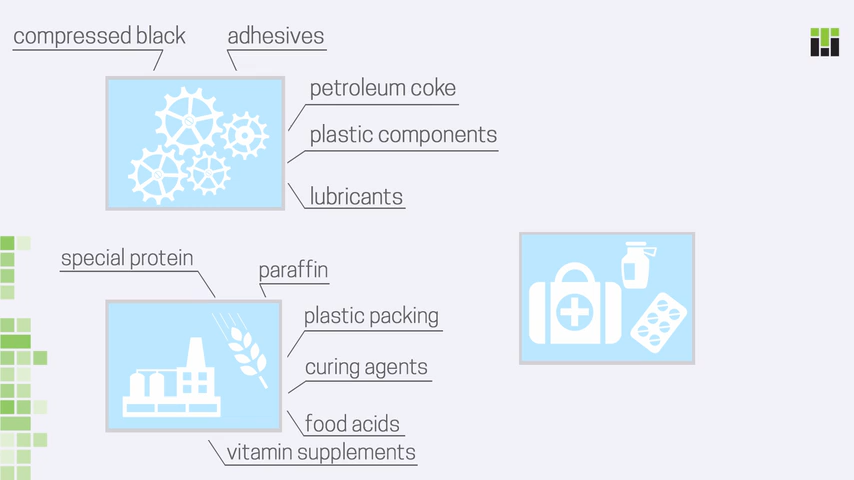 compressed black
adhesives
petroleum coke
plastic components
lubricants
special protein
paraffin
plastic packing
curing agents
food acids
vitamin supplements